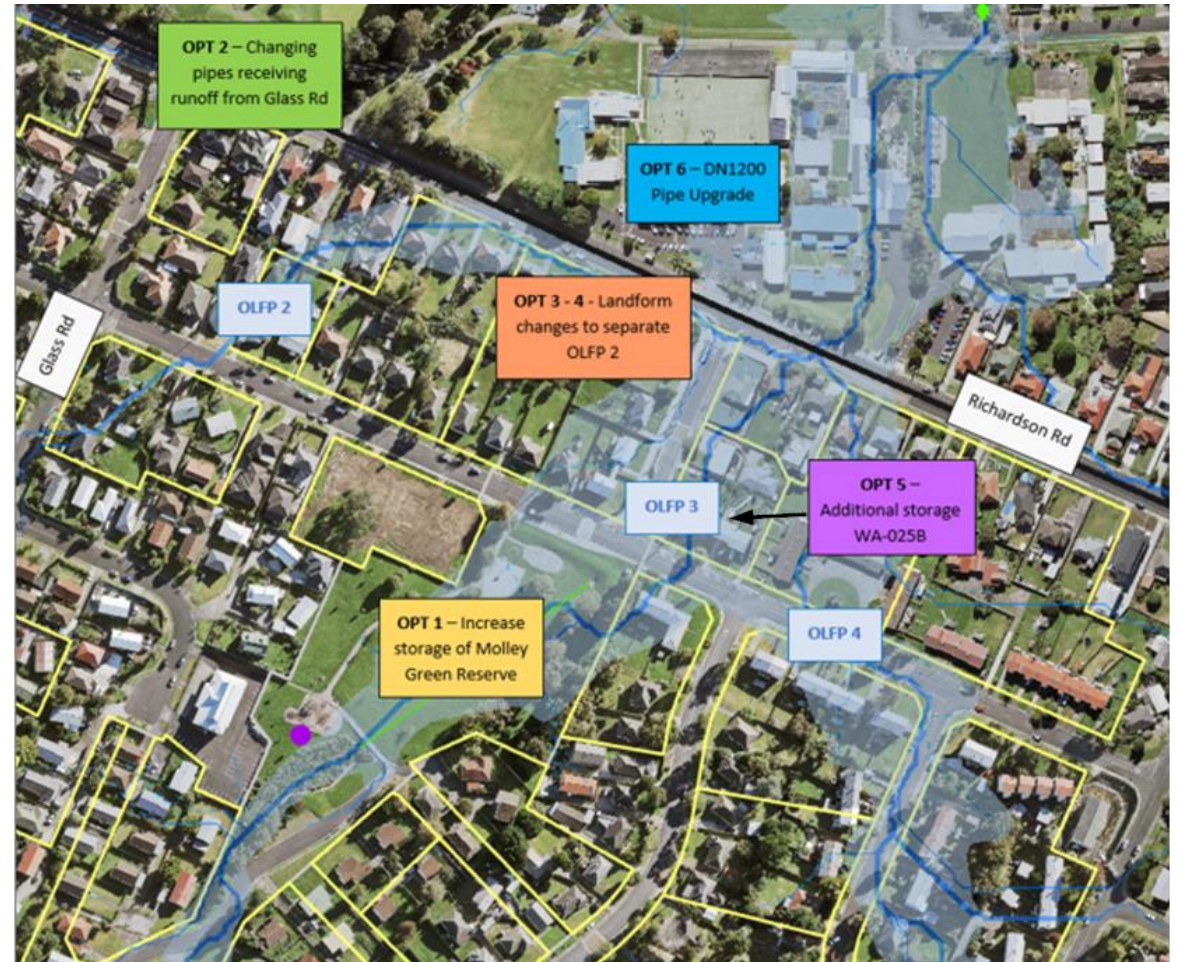 OPT 2 – Changing
pipes receiving
runoff from Glass Rd
OPT 6 – DN1200
Pipe Upgrade
OLFP 2
OPT 3 - 4 - Landform
changes to separate
OLFP 2
Glass Rd
Richardson Rd
OLFP 3
OPT 5 –
Additional storage
WA-025B
OPT 1 – Increase
storage of Molley
Green Reserve
OLFP 4